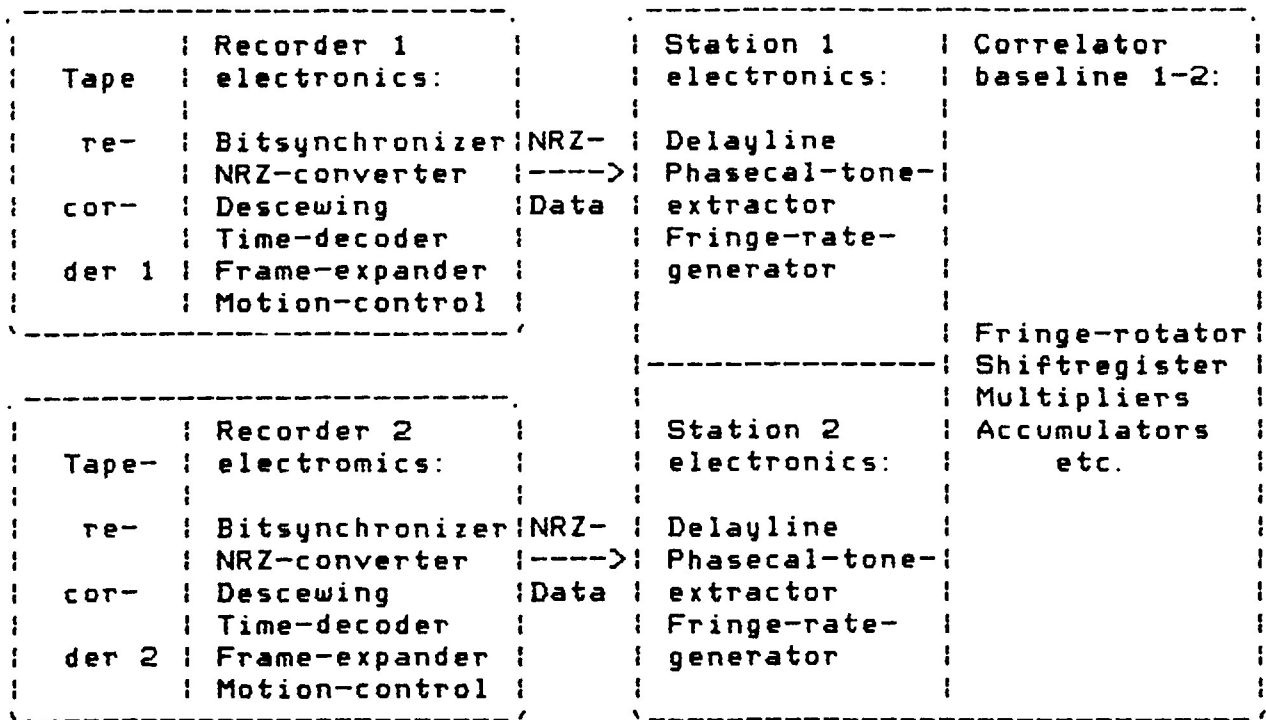 Recorder 1 Station 1 Correlator
Tape electronics: electronics: baseline 1-2:
re- Bitsynchronizer NRZ- Delayline
NRZ-converter ----> Phasecal-tone-
cor- Descewing Data extractor
Time-decoder Fringe-rate-
der 1 Frame-expander generator
Motion-control
Fringe-rotator
Shiftregister
Multipliers
Recorder 2 Station 2 Accumulators
Tape- electromics: electronics: etc.
re- Bitsynchronizer NRZ- Delayline
NRZ-converter ----> Phasecal-tone-
cor- Descewing Data extractor
Time-decoder Fringe-rate-
der 2 Frame-expander generator
Motion-control